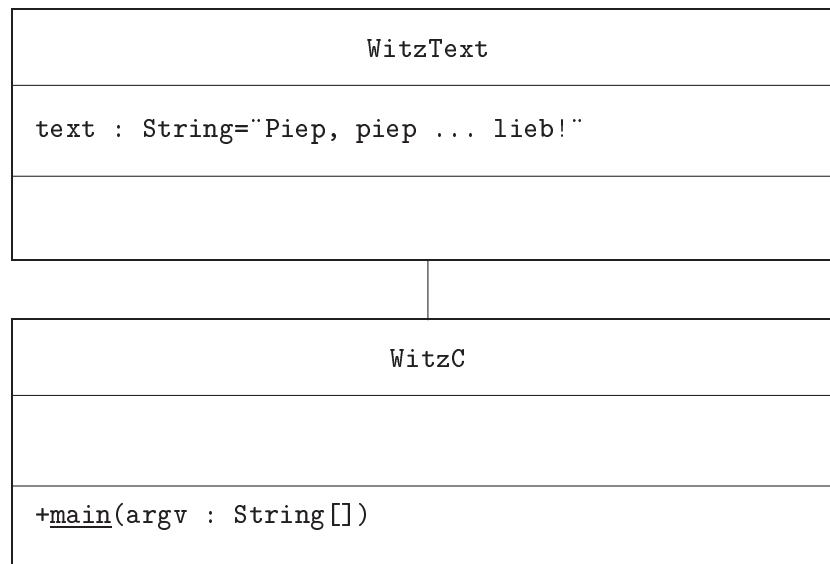 WitzText
text : String=¨Piep, piep ... lieb!¨
WitzC
+main(argv : String[])